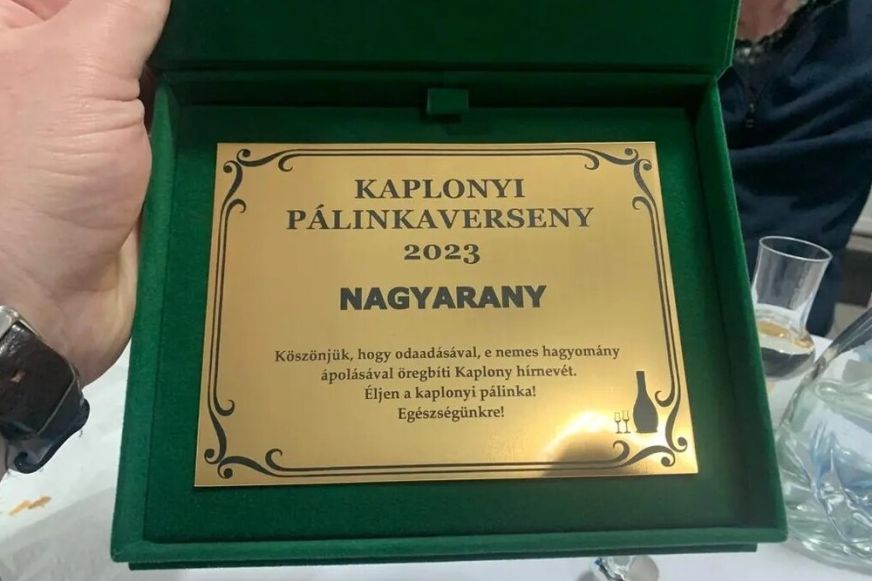 KAPLONYI
PÁLINKAVERSENY
2023
NAGYARANY
Köszönjük, hogy odaadásával, e nemes hagyomány
ápolásával öregbíti Kaplony hírnevét.
Éljen a kaplonyi pálinka!
Egészségünkre!